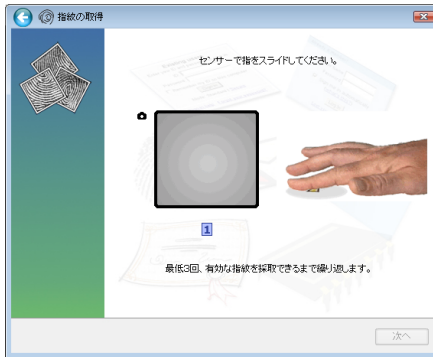 指紋の取得
センサーで指をスライドしてください。
1
最低3回、有効な指紋を採取できるまで繰り返します。
次へ